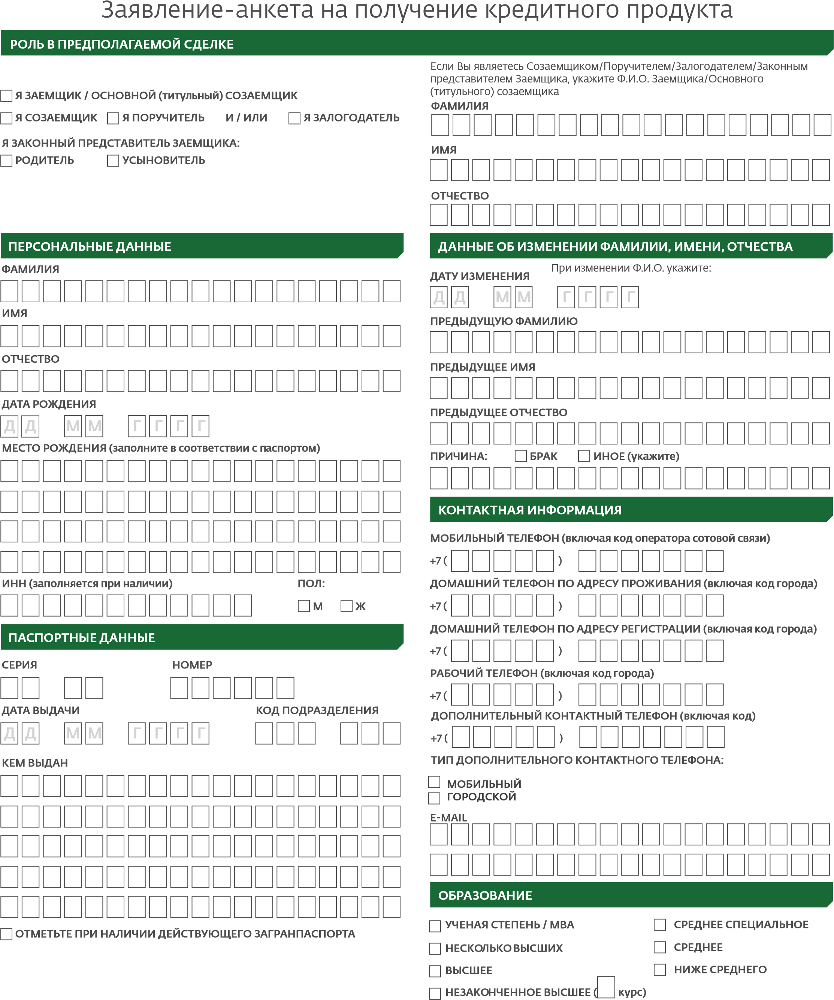 Заявление-анкета на получение кредитного продукта
РОЛЬ В ПРЕДПОЛАГАЕМОЙ СДЕЛКЕ
Я ЗАЕМЩИК / ОСНОВНОЙ (титульный) СОЗАЕМЩИК
Я СОЗАЕМЩИК Я ПОРУЧИТЕЛЬ И / ИЛИ Я ЗАЛОГОДАТЕЛЬ
Я ЗАКОННЫЙ ПРЕДСТАВИТЕЛЬ ЗАЕМЩИКА:
РОДИТЕЛЬ УСЫНОВИТЕЛЬ
Если Вы являетесь Созаемщиком/Поручителем/Залогодателем/Законным
представителем Заемщика, укажите Ф.И.О. Заемщика/Основного
(титульного) созаемщика
ФАМИЛИЯ
ИМЯ
ОТЧЕСТВО
ПЕРСОНАЛЬНЫЕ ДАННЫЕ
ФАМИЛИЯ
ИМЯ
ОТЧЕСТВО
ДАТА РОЖДЕНИЯ
Д Д М М Г Г Г Г
МЕСТО РОЖДЕНИЯ (заполните в соответствии с паспортом)
ИНН (заполняется при наличии) ПОЛ:
М Ж
ПАСПОРТНЫЕ ДАННЫЕ
СЕРИЯ НОМЕР
ДАТА ВЫДАЧИ КОД ПОДРАЗДЕЛЕНИЯ
Д Д М М Г Г Г Г
КЕМ ВЫДАН
ОТМЕТЬТЕ ПРИ НАЛИЧИИ ДЕЙСТВУЮЩЕГО ЗАГРАНПАСПОРТА
ДАННЫЕ ОБ ИЗМЕНЕНИИ ФАМИЛИИ, ИМЕНИ, ОТЧЕСТВА
При изменении Ф.И.О. укажите:
ДАТУ ИЗМЕНЕНИЯ
Д Д М М Г Г Г Г
ПРЕДЫДУЩУЮ ФАМИЛИЮ
ПРЕДЫДУЩЕЕ ИМЯ
ПРЕДЫДУЩЕЕ ОТЧЕСТВО
ПРИЧИНА: БРАК ИНОЕ (укажите)
КОНТАКТНАЯ ИНФОРМАЦИЯ
МОБИЛЬНЫЙ ТЕЛЕФОН (включая код оператора сотовой связи)
+7 ( )
ДОМАШНИЙ ТЕЛЕФОН ПО АДРЕСУ ПРОЖИВАНИЯ (включая код города)
+7 ( )
ДОМАШНИЙ ТЕЛЕФОН ПО АДРЕСУ РЕГИСТРАЦИИ (включая код города)
+7 ( )
РАБОЧИЙ ТЕЛЕФОН (включая код города)
+7 ( )
ДОПОЛНИТЕЛЬНЫЙ КОНТАКТНЫЙ ТЕЛЕФОН (включая код)
+7 ( )
ТИП ДОПОЛНИТЕЛЬНОГО КОНТАКТНОГО ТЕЛЕФОНА:
МОБИЛЬНЫЙ
ГОРОДСКОЙ
E-MAIL
ОБРАЗОВАНИЕ
УЧЕНАЯ СТЕПЕНЬ / МВА СРЕДНЕЕ СПЕЦИАЛЬНОЕ
НЕСКОЛЬКО ВЫСШИХ СРЕДНЕЕ
ВЫСШЕЕ НИЖЕ СРЕДНЕГО
НЕЗАКОНЧЕННОЕ ВЫСШЕЕ ( курс)